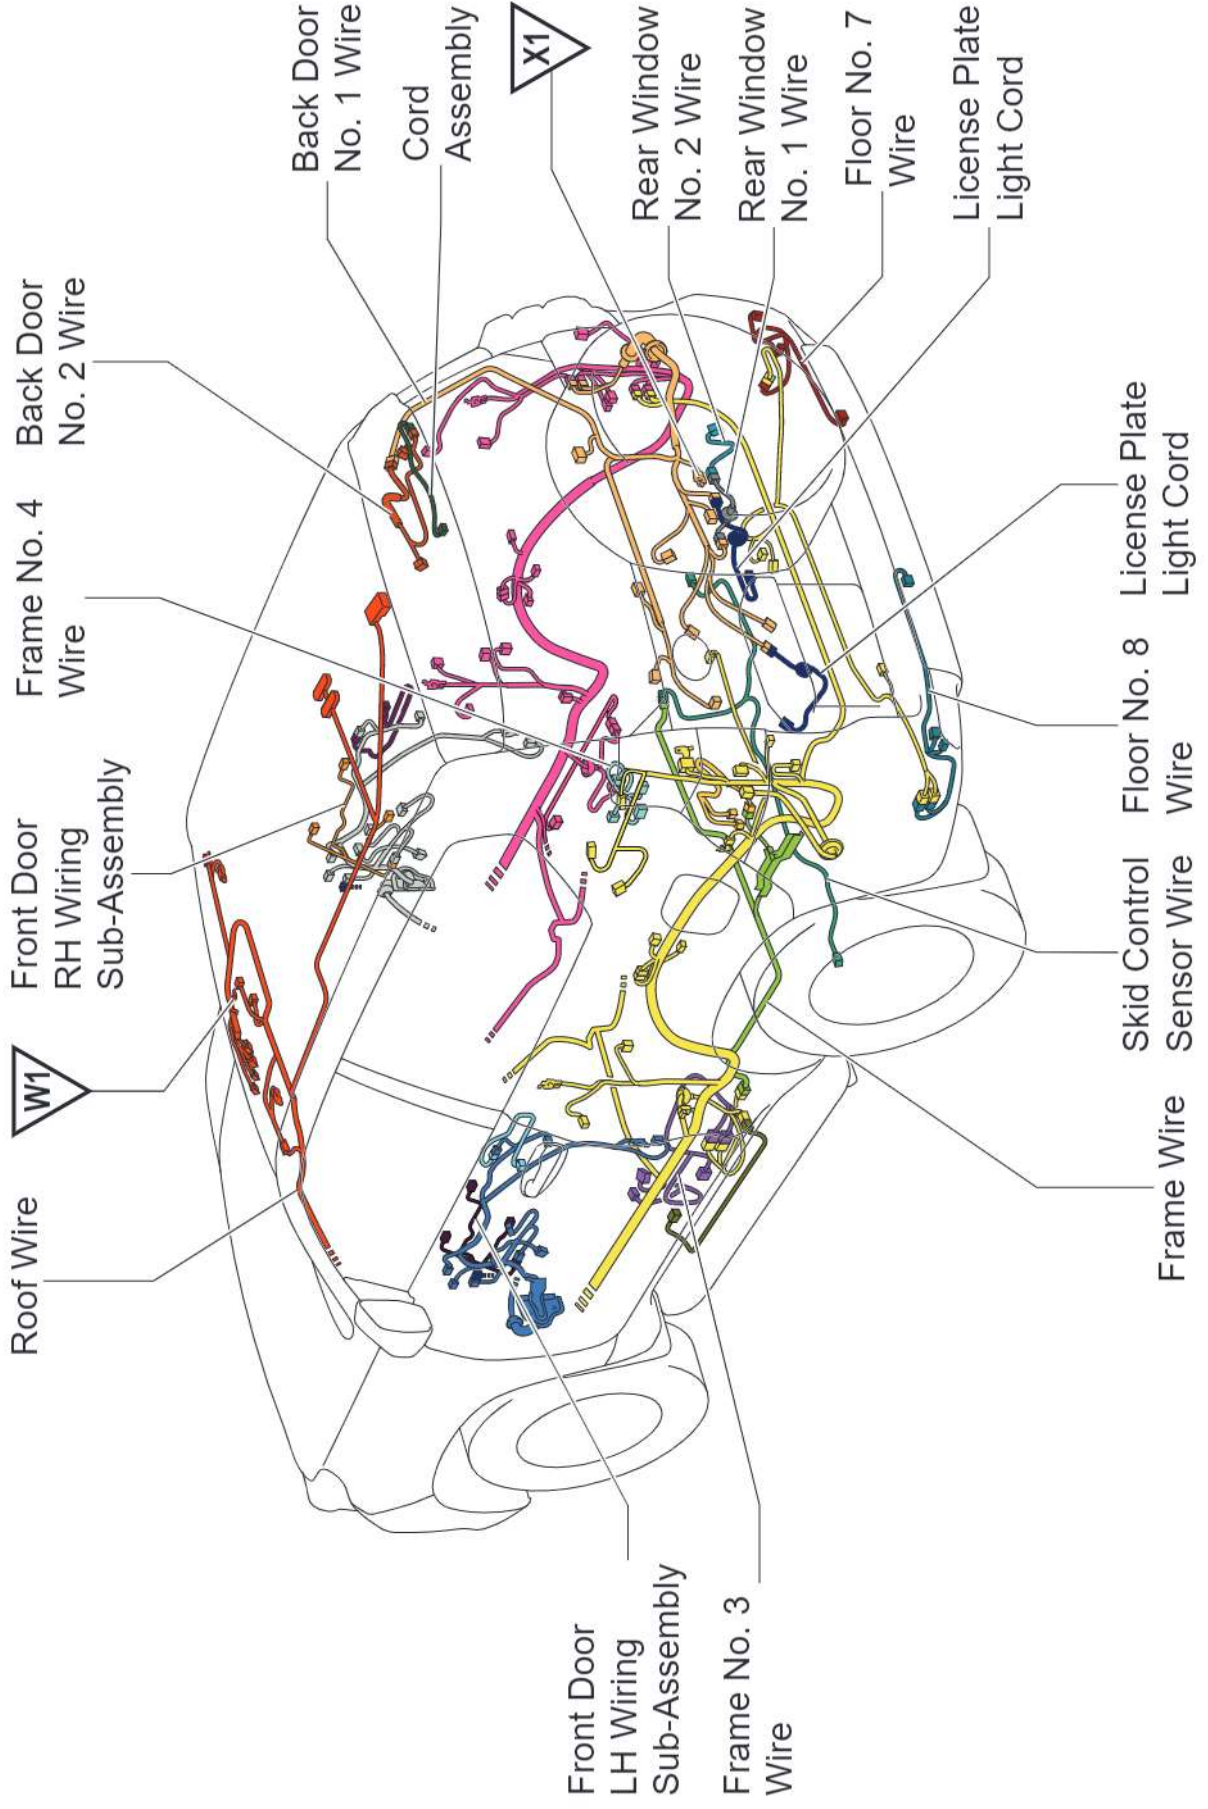 Roof Wire
W1
Front Door
RH Wiring
Sub-Assembly
Frame No. 4
Wire
Back Door
No. 2 Wire
Back Door
No. 1 Wire
Cord
Assembly
X1
Rear Window
No. 2 Wire
Rear Window
No. 1 Wire
Floor No. 7
Wire
License Plate
Light Cord
Front Door
LH Wiring
Sub-Assembly
Frame No. 3
Wire
Frame Wire
Skid Control
Sensor Wire
Floor No. 8
Wire
License Plate
Light Cord